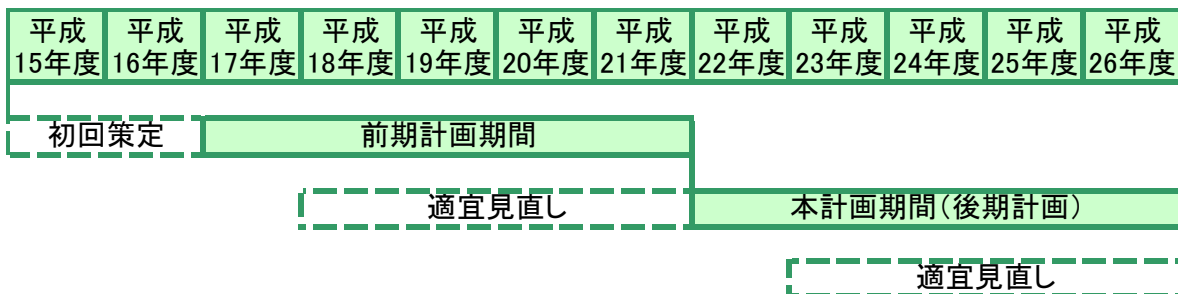 平成 平成 平成 平成 平成 平成 平成 平成 平成 平成 平成 平成
15年度 16年度 17年度 18年度 19年度 20年度 21年度 22年度 23年度 24年度 25年度 26年度
初回策定 前期計画期間
適宜見直し 本計画期間(後期計画)
適宜見直し